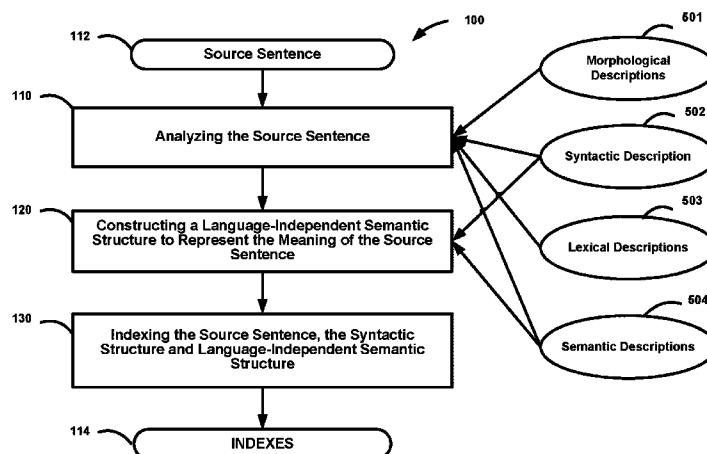 100
112
Source Sentence
110
Analyzing the Source Sentence
120
Constructing a Language-Independent Semantic
Structure to Represent the Meaning of the Source
Sentence
130
Indexing the Source Sentence, the Syntactic
Structure and Language-Independent Semantic
Structure
114
INDEXES
501
Morphological
Descriptions
502
Syntactic Description
503
Lexical Descriptions
504
Semantic Descriptions